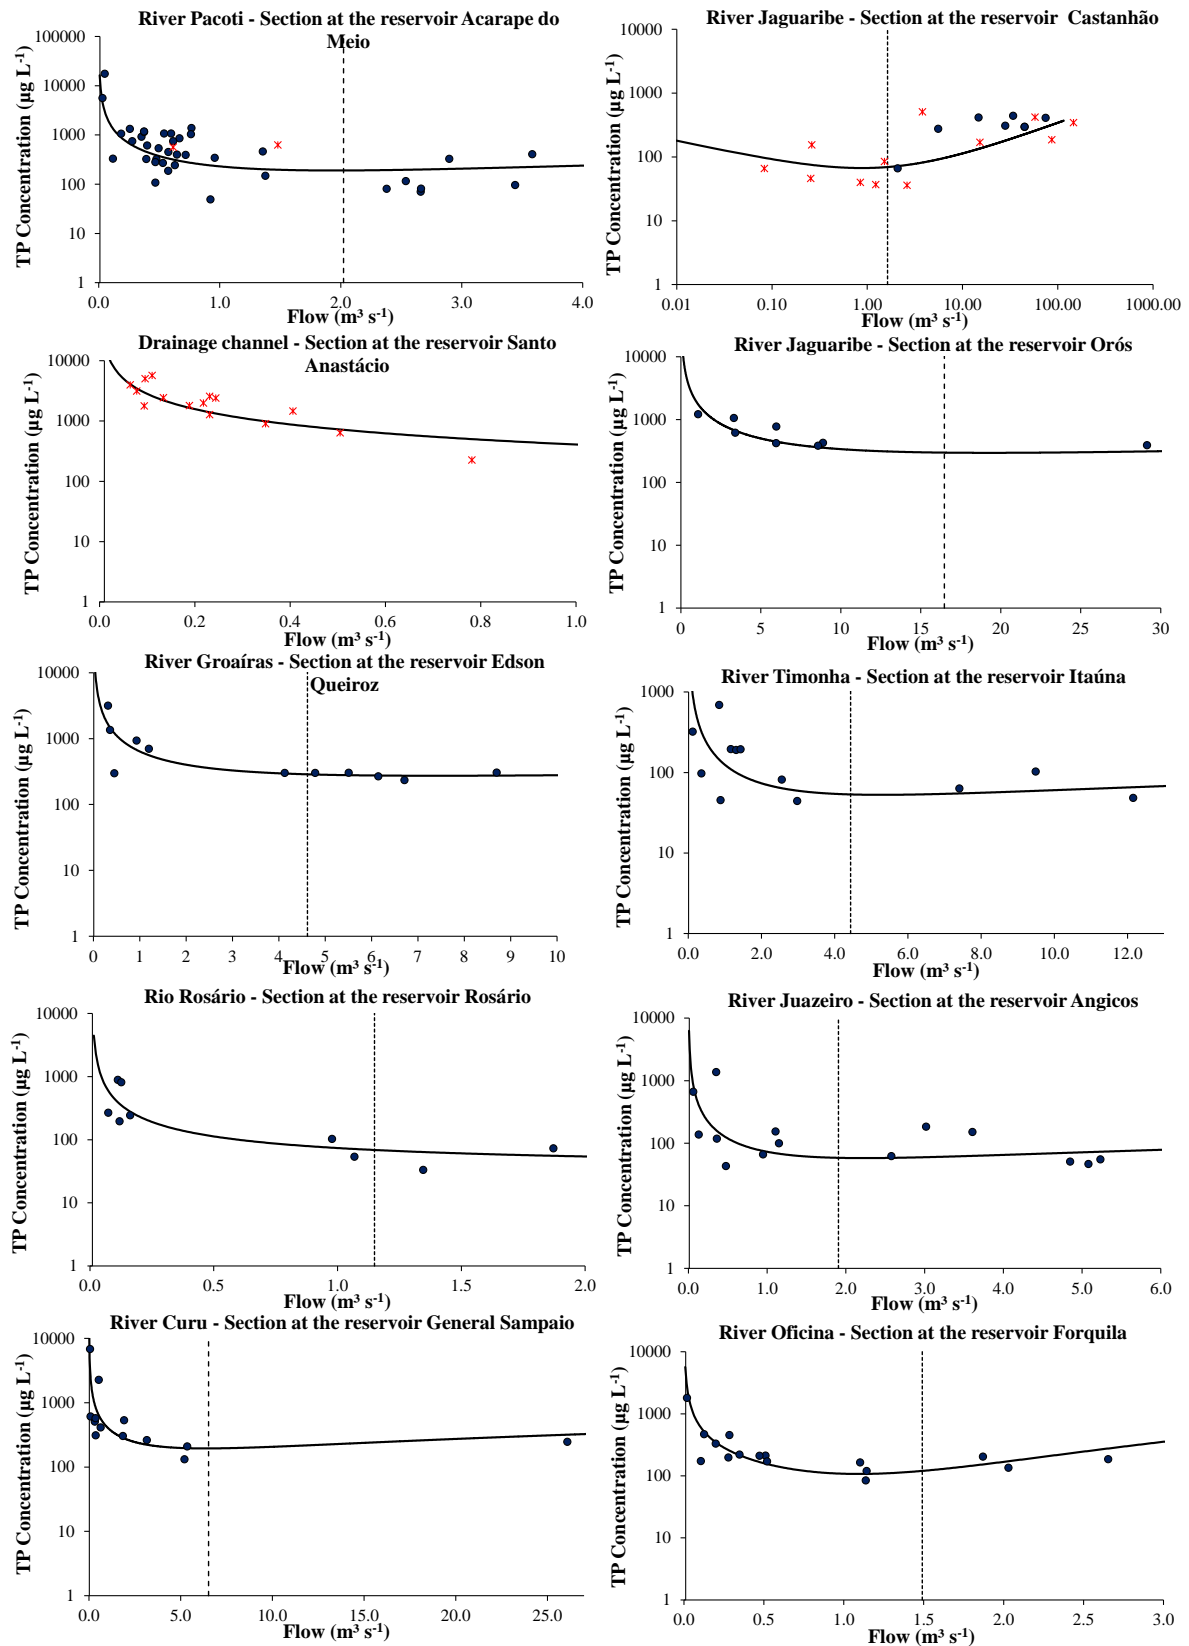 River Pacoti - Section at the reservoir Acarape do
Meio
100000
10000
1000
100
10
1
TP Concentration (µg L-1)
0.0 1.0 2.0 3.0 4.0
Flow (m³ s-1)
River Jaguaribe - Section at the reservoir Castanhão
10000
1000
100
10
1
TP Concentration (µg L-1)
0.01 0.10 1.00 10.00 100.00 1000.00
Flow (m³ s-1)
Drainage channel - Section at the reservoir Santo
Anastácio
10000
1000
100
10
1
TP Concentration (µg L-1)
0.0 0.2 0.4 0.6 0.8 1.0
Flow (m³ s-1)
River Jaguaribe - Section at the reservoir Orós
10000
1000
100
10
1
TP Concentration (µg L-1)
0 5 10 15 20 25 30
Flow (m³ s-1)
River Groaíras - Section at the reservoir Edson
Queiroz
10000
1000
100
10
1
TP Concentration (µg L-1)
0 1 2 3 4 5 6 7 8 9 10
Flow (m³ s-1)
River Timonha - Section at the reservoir Itaúna
1000
100
10
1
TP Concentration (µg L-1)
0.0 2.0 4.0 6.0 8.0 10.0 12.0
Flow (m³ s-1)
Rio Rosário - Section at the reservoir Rosário
10000
1000
100
10
1
TP Concentration (µg L-1)
0.0 0.5 1.0 1.5 2.0
Flow (m³ s-1)
River Juazeiro - Section at the reservoir Angicos
10000
1000
100
10
1
TP Concentration (µg L-1)
0.0 1.0 2.0 3.0 4.0 5.0 6.0
Flow (m³ s-1)
River Curu - Section at the reservoir General Sampaio
10000
1000
100
10
1
TP Concentration (µg L-1)
0.0 5.0 10.0 15.0 20.0 25.0
Flow (m³ s-1)
River Oficina - Section at the reservoir Forquila
10000
1000
100
10
1
TP Concentration (µg L-1)
0.0 0.5 1.0 1.5 2.0 2.5 3.0
Flow (m³ s-1)